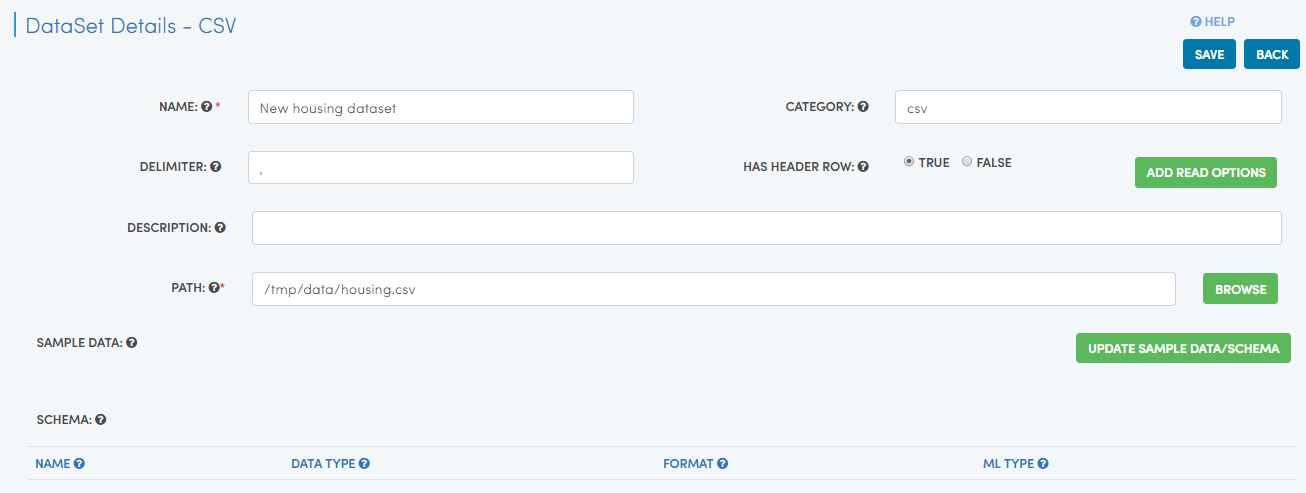 DataSet Details - CSV
HELP
SAVE BACK
NAME: * New housing dataset CATEGORY: csv
DELIMITER: , HAS HEADER ROW: TRUE FALSE
ADD READ OPTIONS
DESCRIPTION:
PATH: * /tmp/data/housing.csv BROWSE
SAMPLE DATA: UPDATE SAMPLE DATA/SCHEMA
SCHEMA:
NAME DATA TYPE FORMAT ML TYPE